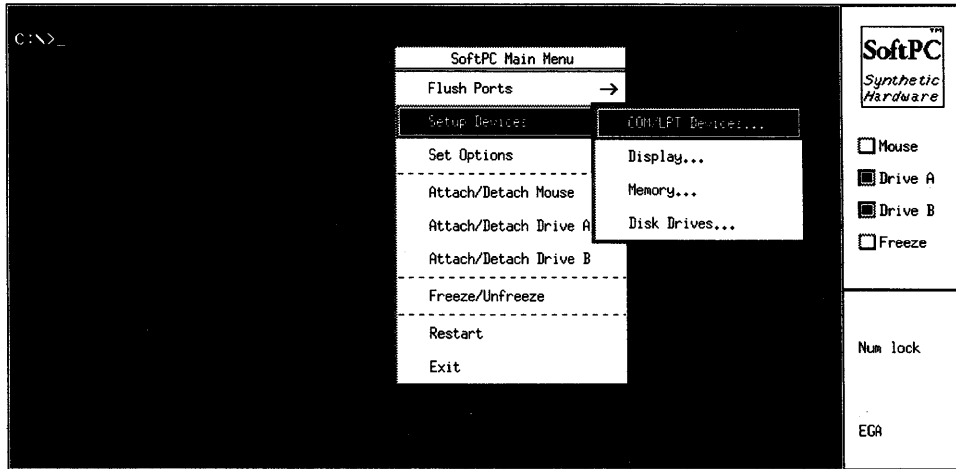 C:\>_
SoftPC Main Menu
Flush Ports →
Setup Devices
Set Options
Attach/Detach Mouse
Attach/Detach Drive A
Attach/Detach Drive B
Freeze/Unfreeze
Restart
Exit
COM/LPT Devices...
Display...
Memory...
Disk Drives...
SoftPC™
Synthetic
Hardware
Mouse
Drive A
Drive B
Freeze
Num lock
EGA